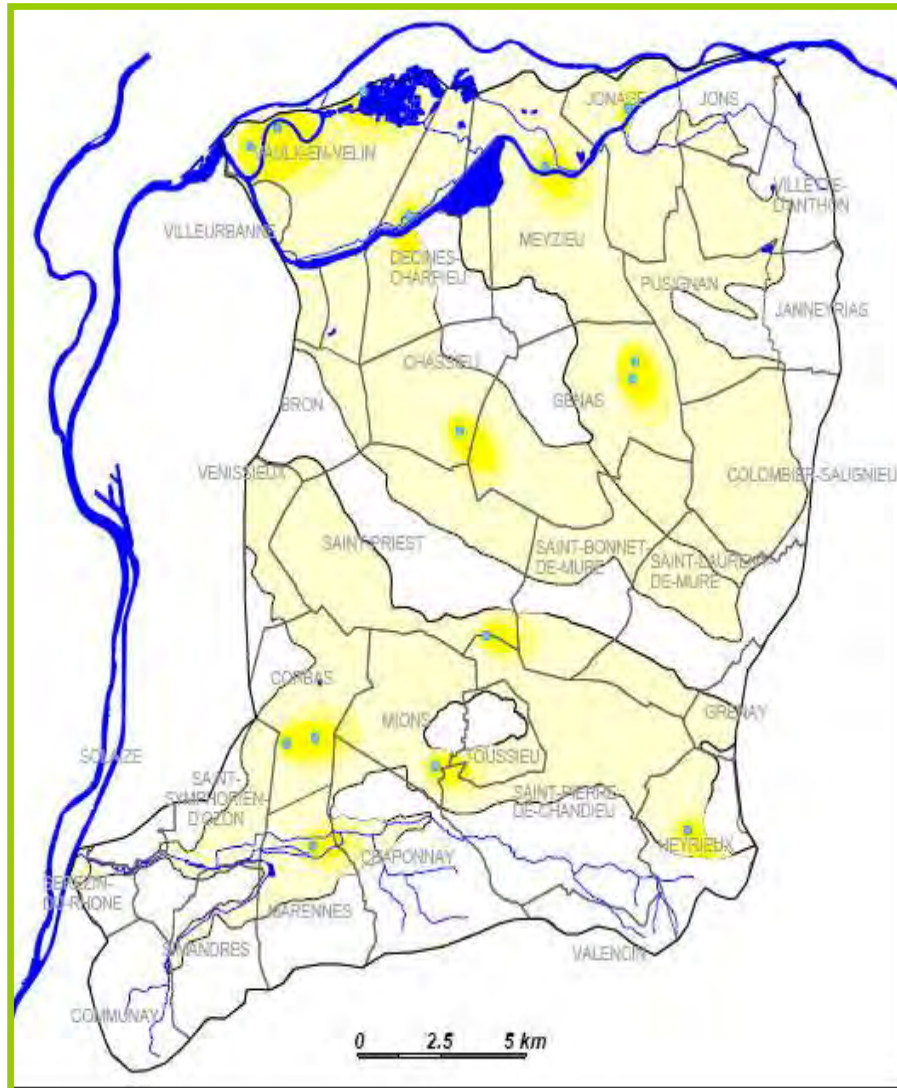 JONAGE
JONS
VAULX-EN-VELIN
VILLETTE-
D'ANTHON
VILLEURBANNE
MEYZIEU
DECINES-
CHARPIEU
PUSIGNAN
JANNEYRIAS
CHASSIEU
GENAS
BRON
VENISSIEUX
COLOMBIER-SAUGNIEU
SAINT-PRIEST
SAINT-BONNET-
DE-MURE
SAINT-LAURENT-
DE-MURE
CORBAS
MIONS
GRENAY
TOUSSIEU
SOLAIZE
SAINT-
SYMPHORIEN-
D'OZON
SAINT-PIERRE-
DE-CHANDIEU
HEYRIEUX
CHAPONNAY
SEREZIN-
DU-RHONE
MARENNES
SIMANDRES
VALENCIN
COMMUNAY
0 2.5 5 km